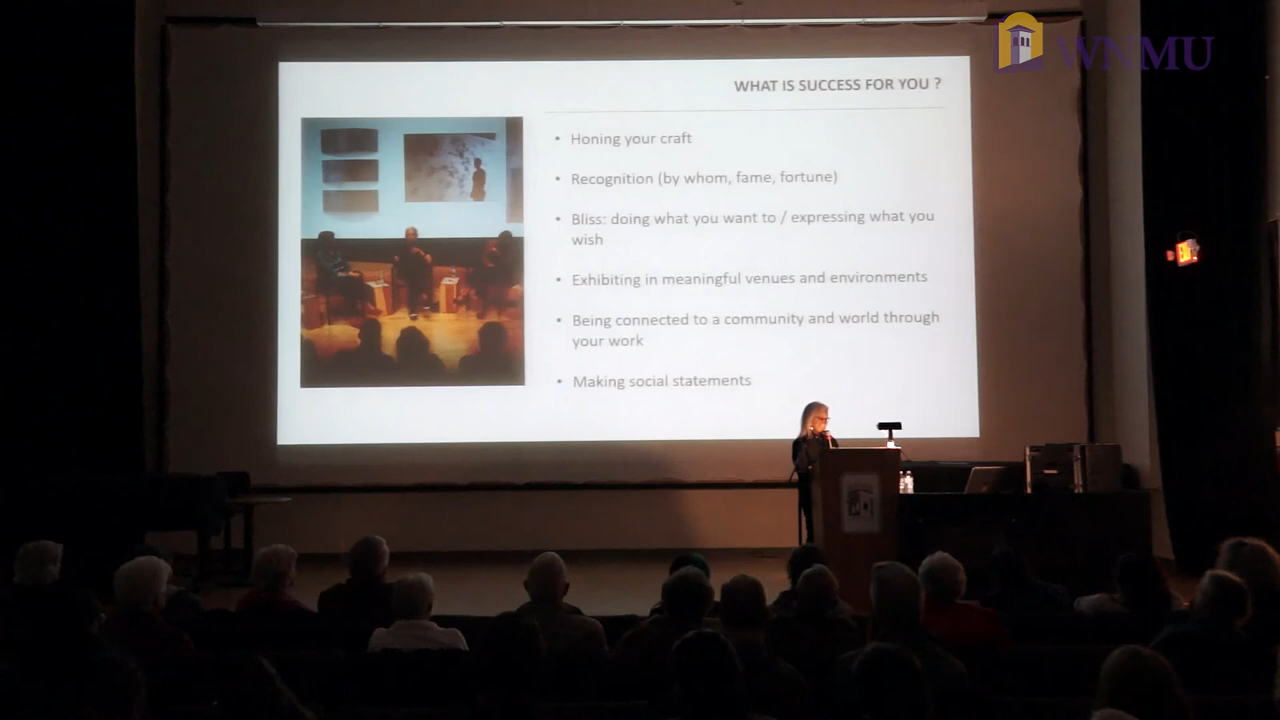 WNMU
WHAT IS SUCCESS FOR YOU ?
• Honing your craft
• Recognition (by whom, fame, fortune)
• Bliss: doing what you want to / expressing what you
wish
• Exhibiting in meaningful venues and environments
• Being connected to a community and world through
your work
• Making social statements
EXIT